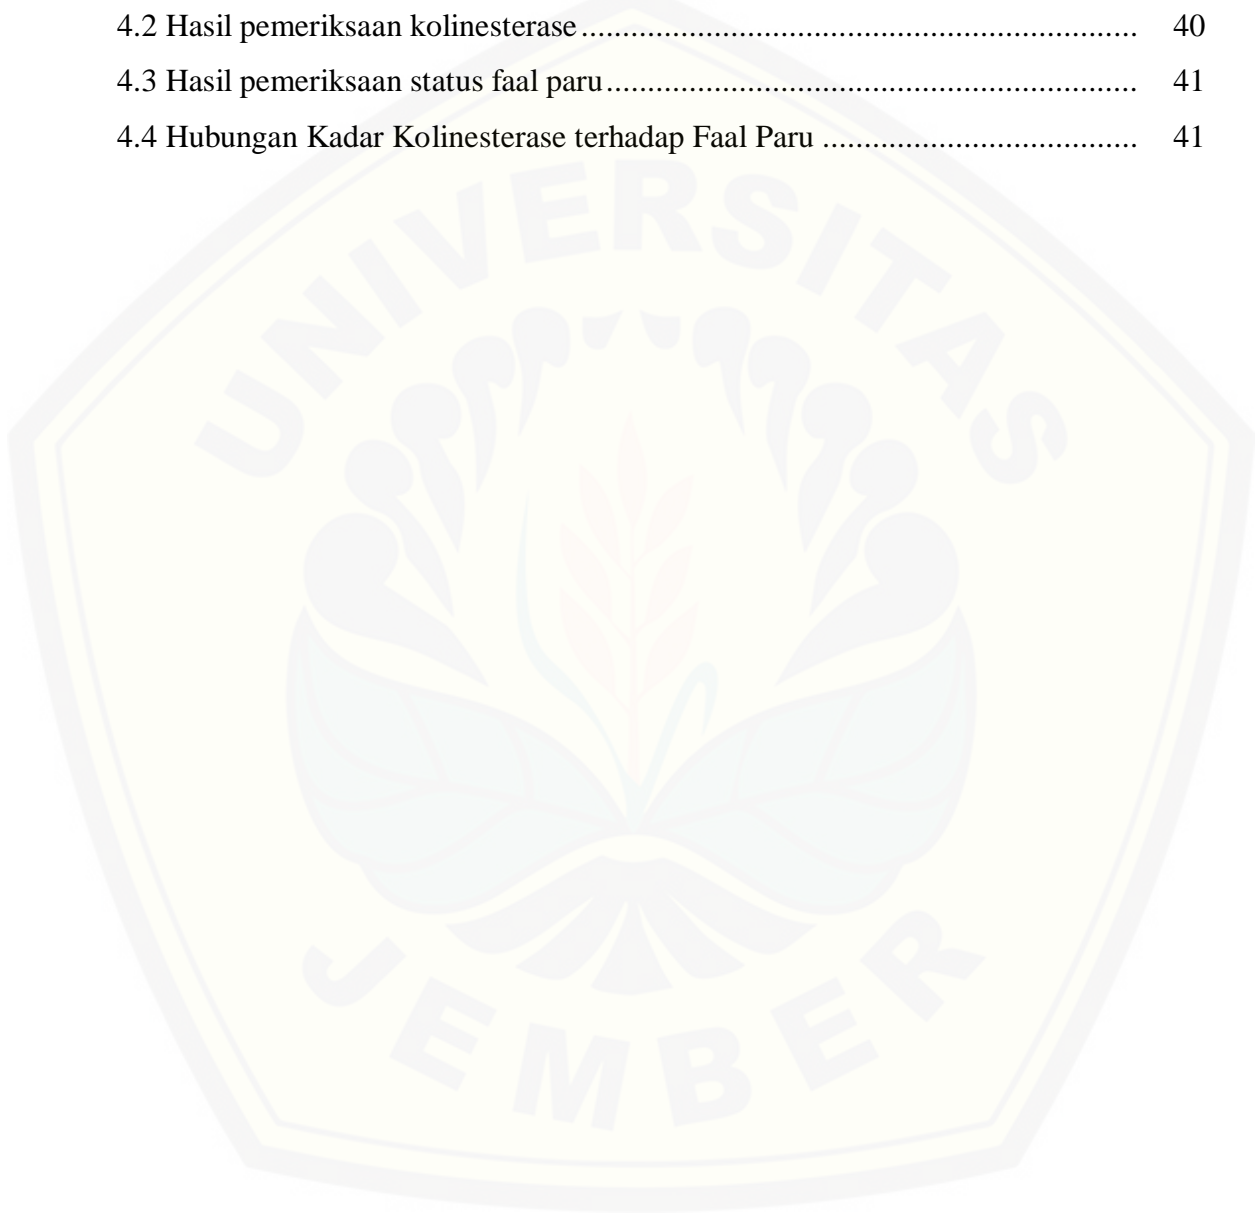 4.2 Hasil pemeriksaan kolinesterase.................................................................... 40
4.3 Hasil pemeriksaan status faal paru................................................................. 41
4.4 Hubungan Kadar Kolinesterase terhadap Faal Paru ...................................... 41
UNIVERSITAS
JEMBER